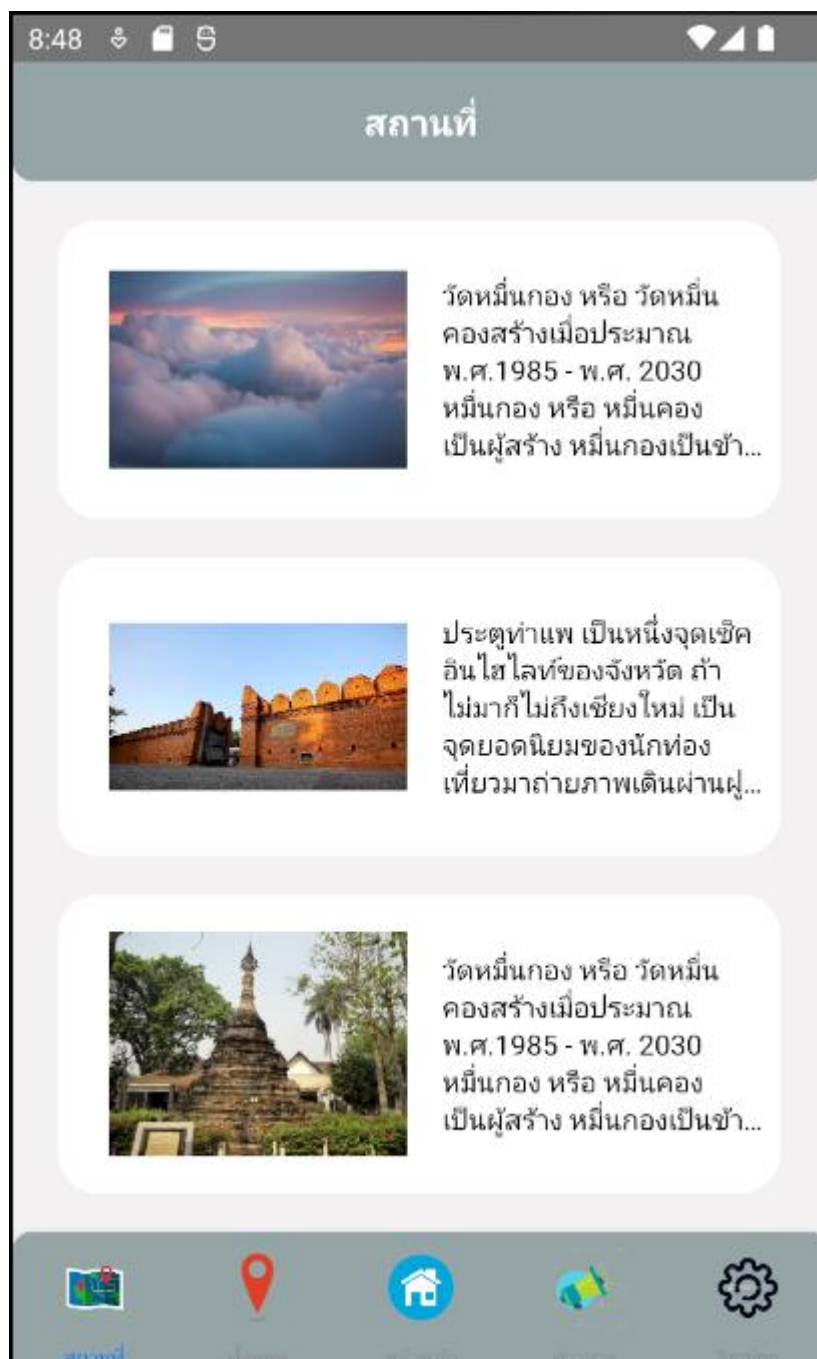 8:48
สถานที่
วัดหมื่นกอง หรือ วัดหมื่น
คองสร้างเมื่อประมาณ
พ.ศ.1985 - พ.ศ. 2030
หมื่นกอง หรือ หมื่นคอง
เป็นผู้สร้าง หมื่นกองเป็นข้า...
ประตูท่าแพ เป็นหนึ่งจุดเช็ค
อินไฮไลท์ของจังหวัด ถ้า
ไม่มาก็ไม่ถึงเชียงใหม่ เป็น
จุดยอดนิยมของนักท่อง
เที่ยวมาถ่ายภาพเดินผ่านฝู...
วัดหมื่นกอง หรือ วัดหมื่น
คองสร้างเมื่อประมาณ
พ.ศ.1985 - พ.ศ. 2030
หมื่นกอง หรือ หมื่นคอง
เป็นผู้สร้าง หมื่นกองเป็นข้า...
สถานที่